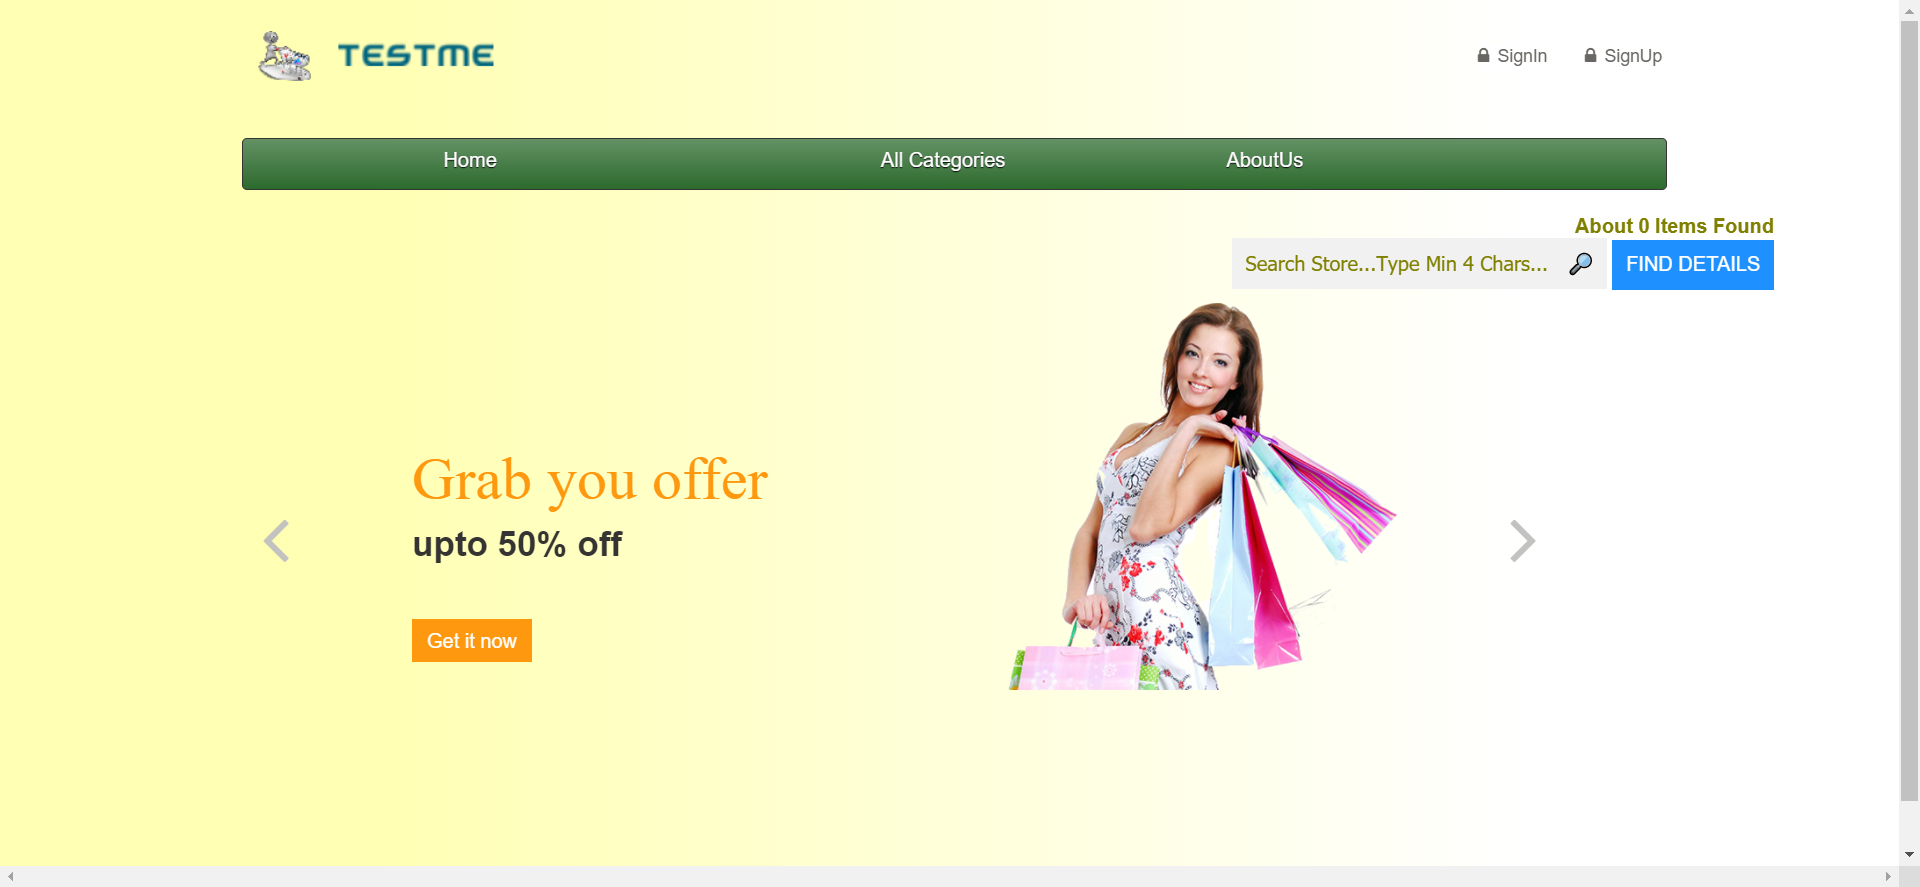 TESTME
SignIn
SignUp
Home
All Categories
AboutUs
About 0 Items Found
Search Store...Type Min 4 Chars...
FIND DETAILS
Grab you offer
upto 50% off
Get it now